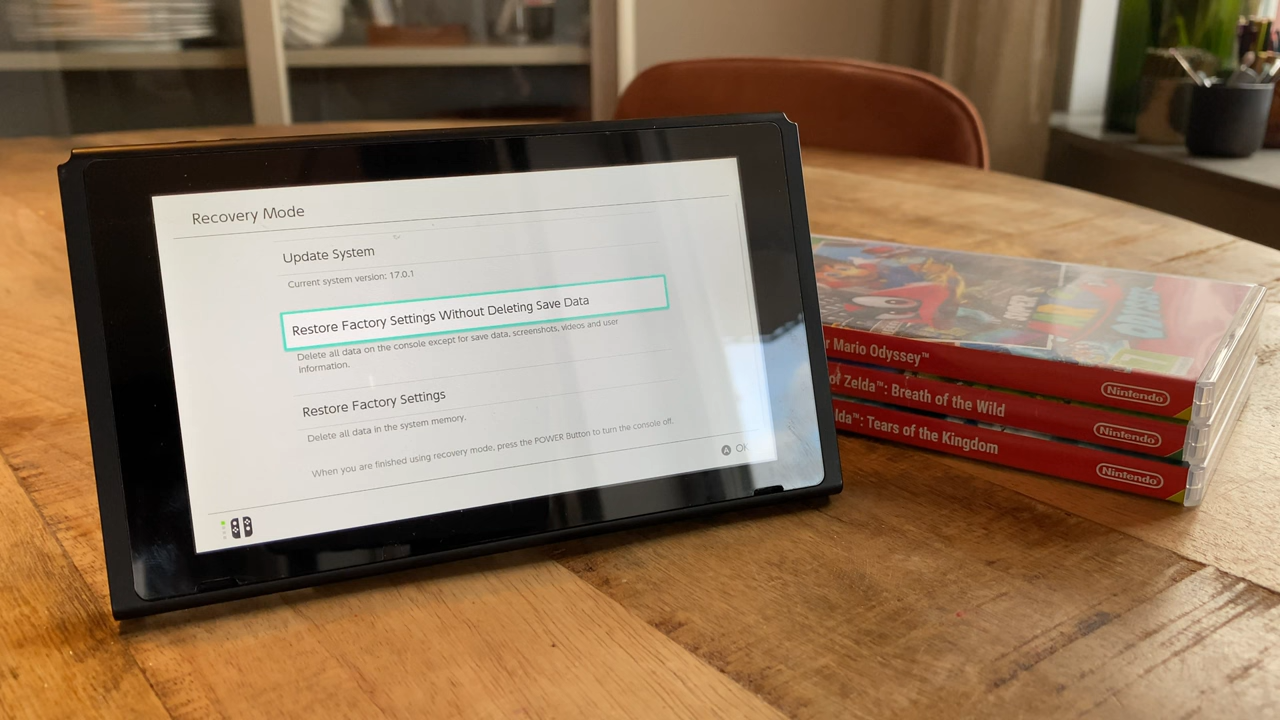 Recovery Mode
Update System
Current system version: 17.0.1
Restore Factory Settings Without Deleting Save Data
Delete all data on the console except for save data, screenshots, videos and user
information.
Restore Factory Settings
Delete all data in the system memory.
When you are finished using recovery mode, press the POWER Button to turn the console off.
A OK
SUPER
ODYSSEY
r Mario Odyssey™
Nintendo
of Zelda™: Breath of the Wild
Nintendo
lda™: Tears of the Kingdom
Nintendo